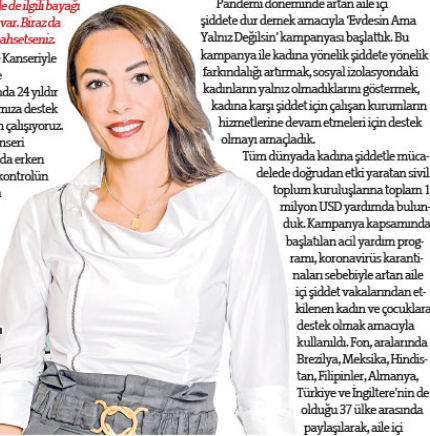 de ilgili bayağı
var. Biraz da
bahsetseniz.
Kanseriyle
nda 24 yıldır
mıza destek
n çalışıyoruz.
nseri
da erken
kontrolün
Pandemi döneminde artan aile içi
şiddete dur demek amacıyla ‘Evdesin Ama
Yalnız Değilsin’ kampanyası başlattık. Bu
kampanya ile kadına yönelik şiddete yönelik
farkındalığı artırmak, sosyal izolasyondaki
kadınların yalnız olmadıklarını göstermek,
kadına karşı şiddet için çalışan kurumların
hizmetlerine devam etmeleri için destek
olmayı amaçladık.
Tüm dünyada kadına şiddetle müca-
delede doğrudan etki yaratan sivil
toplum kuruluşlarına toplam 1
milyon USD yardımda bulun-
duk. Kampanya kapsamında
başlatılan acil yardım prog-
ramı, koronavirüs karanti-
naları sebebiyle artan aile
içi şiddet vakalarından et-
kilenen kadın ve çocuklara
destek olmak amacıyla
kullanıldı. Fon, aralarında
Brezilya, Meksika, Hindis-
tan, Filipinler, Almanya,
Türkiye ve İngiltere’nin de
olduğu 37 ülke arasında
paylaşılarak, aile içi